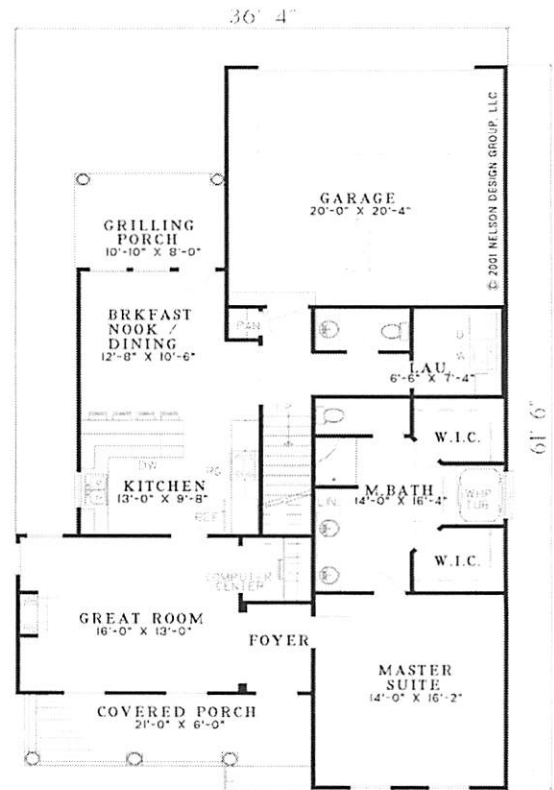 36' 4"
© 2001 NELSON DESIGN GROUP, LLC
GARAGE
20'-0" X 20'-4"
GRILLING
PORCH
10'-10" X 8'-0"
PAN
BRKFAST
NOOK /
DINING
12'-8" X 10'-6"
D
W
LAU.
6'-6" X 7'-4"
61' 6"
W.I.C.
DW
RG
KITCHEN
13'-0" X 9'-8"
REF
M.BATH
14'-0" X 16'-4"
WHP
TUB
LIN.
W.I.C.
COMPUTER
CENTER
GREAT ROOM
16'-0" X 13'-0"
FOYER
MASTER
SUITE
14'-0" X 16'-2"
COVERED PORCH
21'-0" X 6'-0"